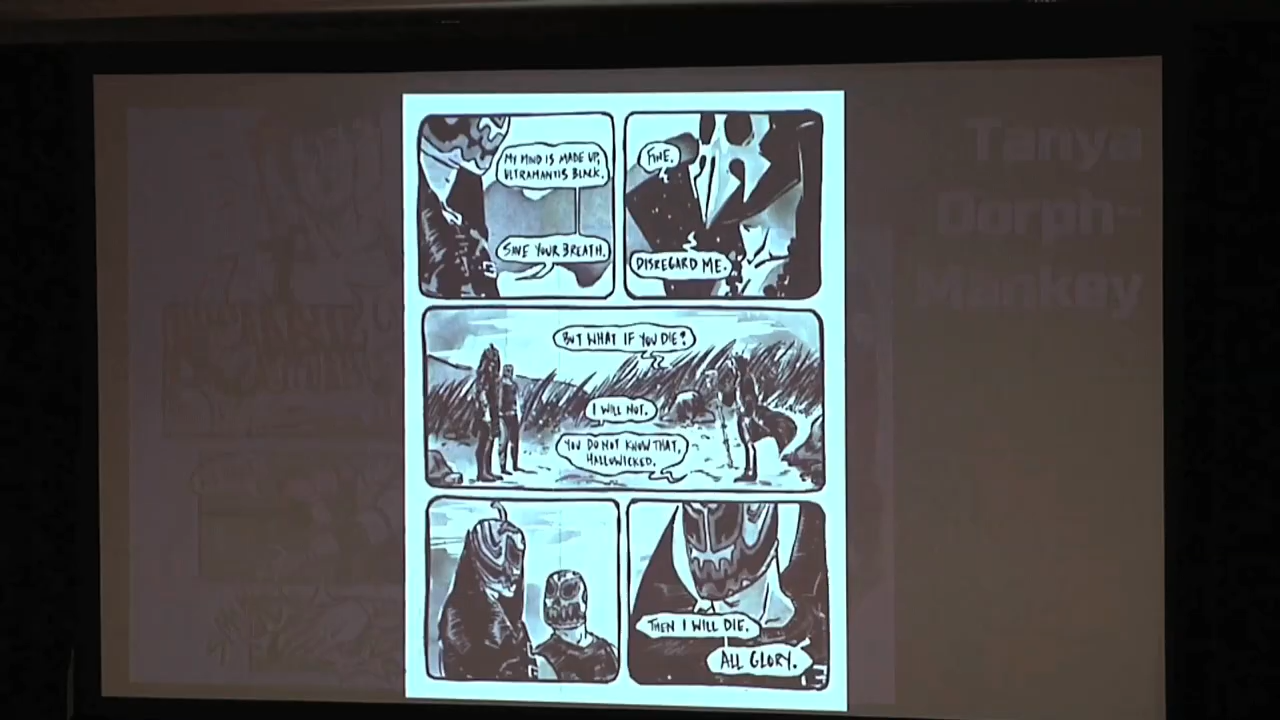 MY MIND IS MADE UP,
ULTRAMANTIS BLACK.
SAVE YOUR BREATH.
FINE.
DISREGARD ME.
BUT WHAT IF YOU DIE?
I WILL NOT.
YOU DO NOT KNOW THAT,
HALLOWICKED.
THEN I WILL DIE.
ALL GLORY.
Tanya
Dorph-
Mankey